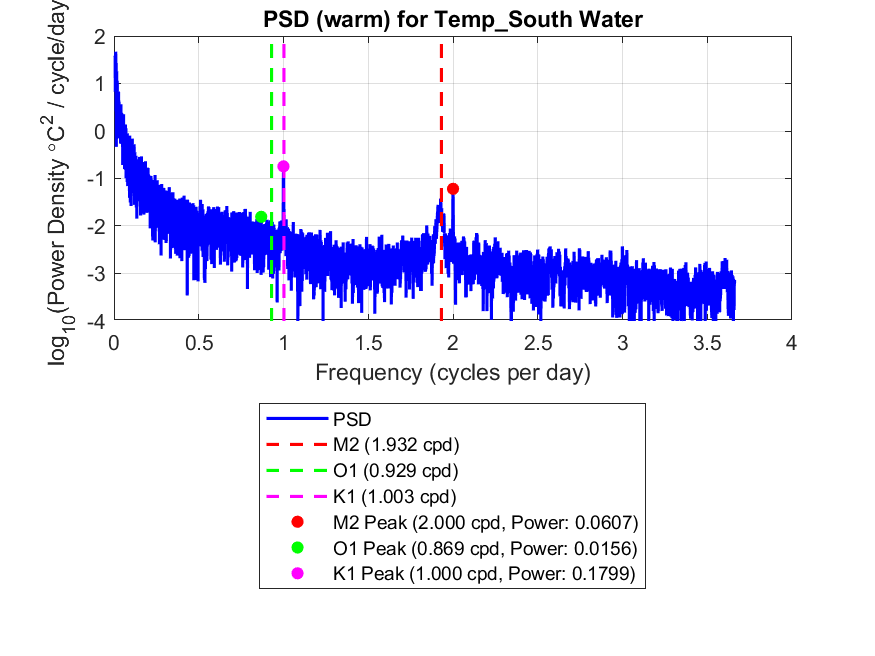 PSD (warm) for Temp_South Water
log10(Power Density °C2 / cycle/day
2
1
0
-1
-2
-3
-4
0 0.5 1 1.5 2 2.5 3 3.5 4
Frequency (cycles per day)
PSD
M2 (1.932 cpd)
O1 (0.929 cpd)
K1 (1.003 cpd)
M2 Peak (2.000 cpd, Power: 0.0607)
O1 Peak (0.869 cpd, Power: 0.0156)
K1 Peak (1.000 cpd, Power: 0.1799)